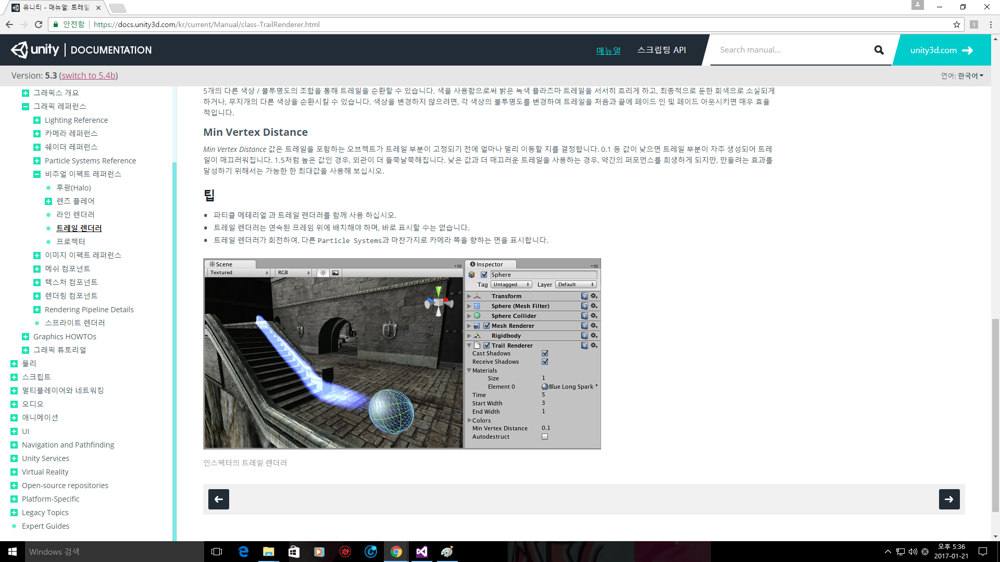 유니티 - 매뉴얼: 트레일
안전함
https://docs.unity3d.com/kr/current/Manual/class-TrailRenderer.html
unity DOCUMENTATION
매뉴얼
스크립팅 API
Search manual...
unity3d.com
Version: 5.3 (switch to 5.4b)
언어: 한국어
그래픽스 개요
그래픽 레퍼런스
Lighting Reference
카메라 레퍼런스
쉐이더 레퍼런스
Particle Systems Reference
비주얼 이펙트 레퍼런스
후광(Halo)
렌즈 플레어
라인 렌더러
트레일 렌더러
프로젝터
이미지 이펙트 레퍼런스
메쉬 컴포넌트
텍스처 컴포넌트
렌더링 컴포넌트
Rendering Pipeline Details
스프라이트 렌더러
Graphics HOWTOs
그래픽 튜토리얼
물리
스크립트
멀티플레이어와 네트워킹
오디오
애니메이션
UI
Navigation and Pathfinding
Unity Services
Virtual Reality
Open-source repositories
Platform-Specific
Legacy Topics
Expert Guides
5개의 다른 색상 / 불투명도의 조합을 통해 트레일을 순환할 수 있습니다. 색을 사용함으로써 밝은 녹색 플라즈마 트레일을 서서히 흐리게 하고, 최종적으로 둔한 회색으로 소실되게
하거나, 무지개의 다른 색상을 순환시킬 수 있습니다. 색상을 변경하지 않으려면, 각 색상의 불투명도를 변경하여 트레일을 처음과 끝에 페이드 인 및 페이드 아웃시키면 매우 효율
적입니다.
Min Vertex Distance
Min Vertex Distance 값은 트레일을 포함하는 오브젝트가 트레일 부분이 고정되기 전에 얼마나 멀리 이동할 지를 결정합니다. 0.1 등 값이 낮으면 트레일 부분이 자주 생성되어 트레
일이 매끄러워집니다. 1.5처럼 높은 값인 경우, 외관이 더 들쭉날쭉해집니다. 낮은 값과 더 매끄러운 트레일을 사용하는 경우, 약간의 퍼포먼스를 희생하게 되지만, 만들려는 효과를
달성하기 위해서는 가능한 한 최대값을 사용해 보십시오.
팁
파티클 메테리얼 과 트레일 렌더러를 함께 사용 하십시오.
트레일 렌더러는 연속된 프레임 위에 배치해야 하며, 바로 표시할 수는 없습니다.
트레일 렌더러가 회전하여, 다른 Particle Systems과 마찬가지로 카메라 쪽을 향하는 면을 표시합니다.
Scene
Textured
RGB
Inspector
Sphere
Tag Untagged Layer Default
Transform
Sphere (Mesh Filter)
Sphere Collider
Mesh Renderer
Rigidbody
Trail Renderer
Cast Shadows
Receive Shadows
Materials
Size 1
Element 0 Blue Long Spark
Time 5
Start Width 3
End Width 1
Colors
Min Vertex Distance 0.1
Autodestruct
인스펙터의 트레일 렌더러
Windows 검색
오후 5:36
2017-01-21